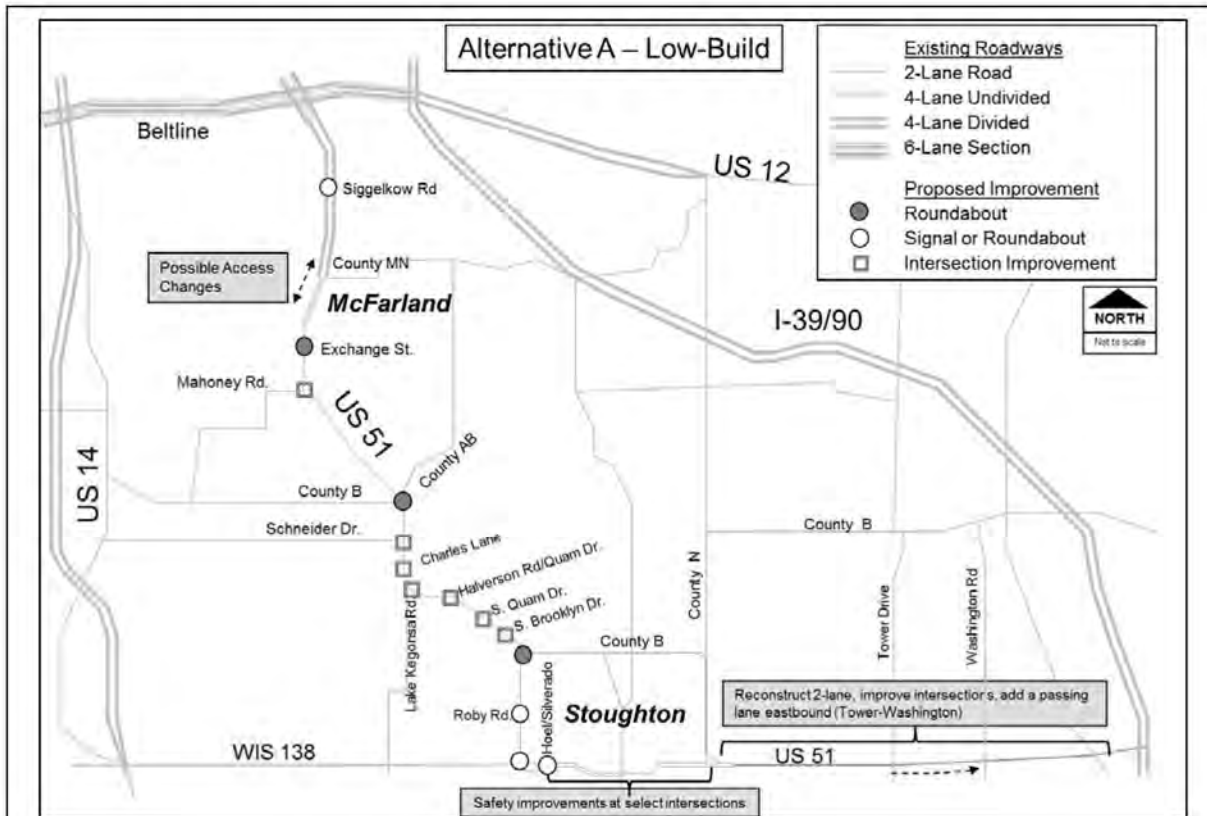 Alternative A – Low-Build
Existing Roadways
2-Lane Road
4-Lane Undivided
4-Lane Divided
6-Lane Section
Proposed Improvement
Roundabout
Signal or Roundabout
Intersection Improvement
NORTH
Not to scale
Beltline
US 12
Siggelkow Rd
County MN
Possible Access
Changes
McFarland
I-39/90
Exchange St.
Mahoney Rd.
US 51
US 14
County AB
County B
Schneider Dr.
Charles Lane
Halverson Rd/Quam Dr.
S. Quam Dr.
S. Brooklyn Dr.
Lake Kegonsa Rd
County B
County N
County B
Tower Drive
Washington Rd
Reconstruct 2-lane, improve intersections, add a passing
lane eastbound (Tower-Washington)
Roby Rd.
Hoel/Silverado
Stoughton
WIS 138
US 51
Safety improvements at select intersections